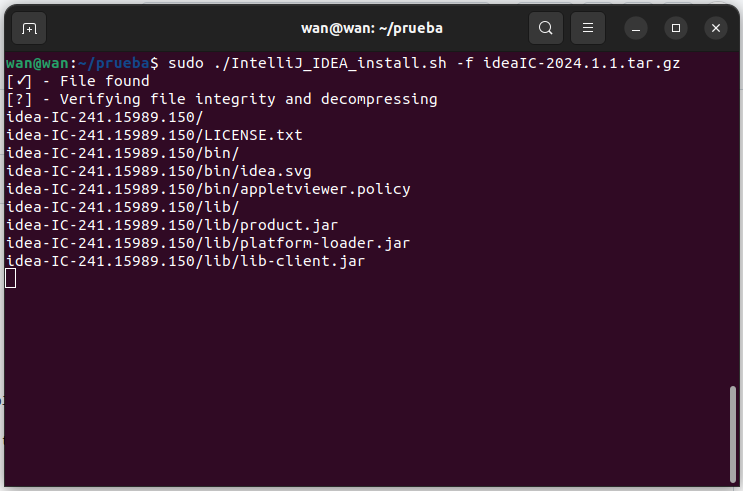 wan@wan: ~/prueba
wan@wan:~/prueba$ sudo ./IntelliJ_IDEA_install.sh -f ideaIC-2024.1.1.tar.gz
[✓] - File found
[?] - Verifying file integrity and decompressing
idea-IC-241.15989.150/
idea-IC-241.15989.150/LICENSE.txt
idea-IC-241.15989.150/bin/
idea-IC-241.15989.150/bin/idea.svg
idea-IC-241.15989.150/bin/appletviewer.policy
idea-IC-241.15989.150/lib/
idea-IC-241.15989.150/lib/product.jar
idea-IC-241.15989.150/lib/platform-loader.jar
idea-IC-241.15989.150/lib/lib-client.jar